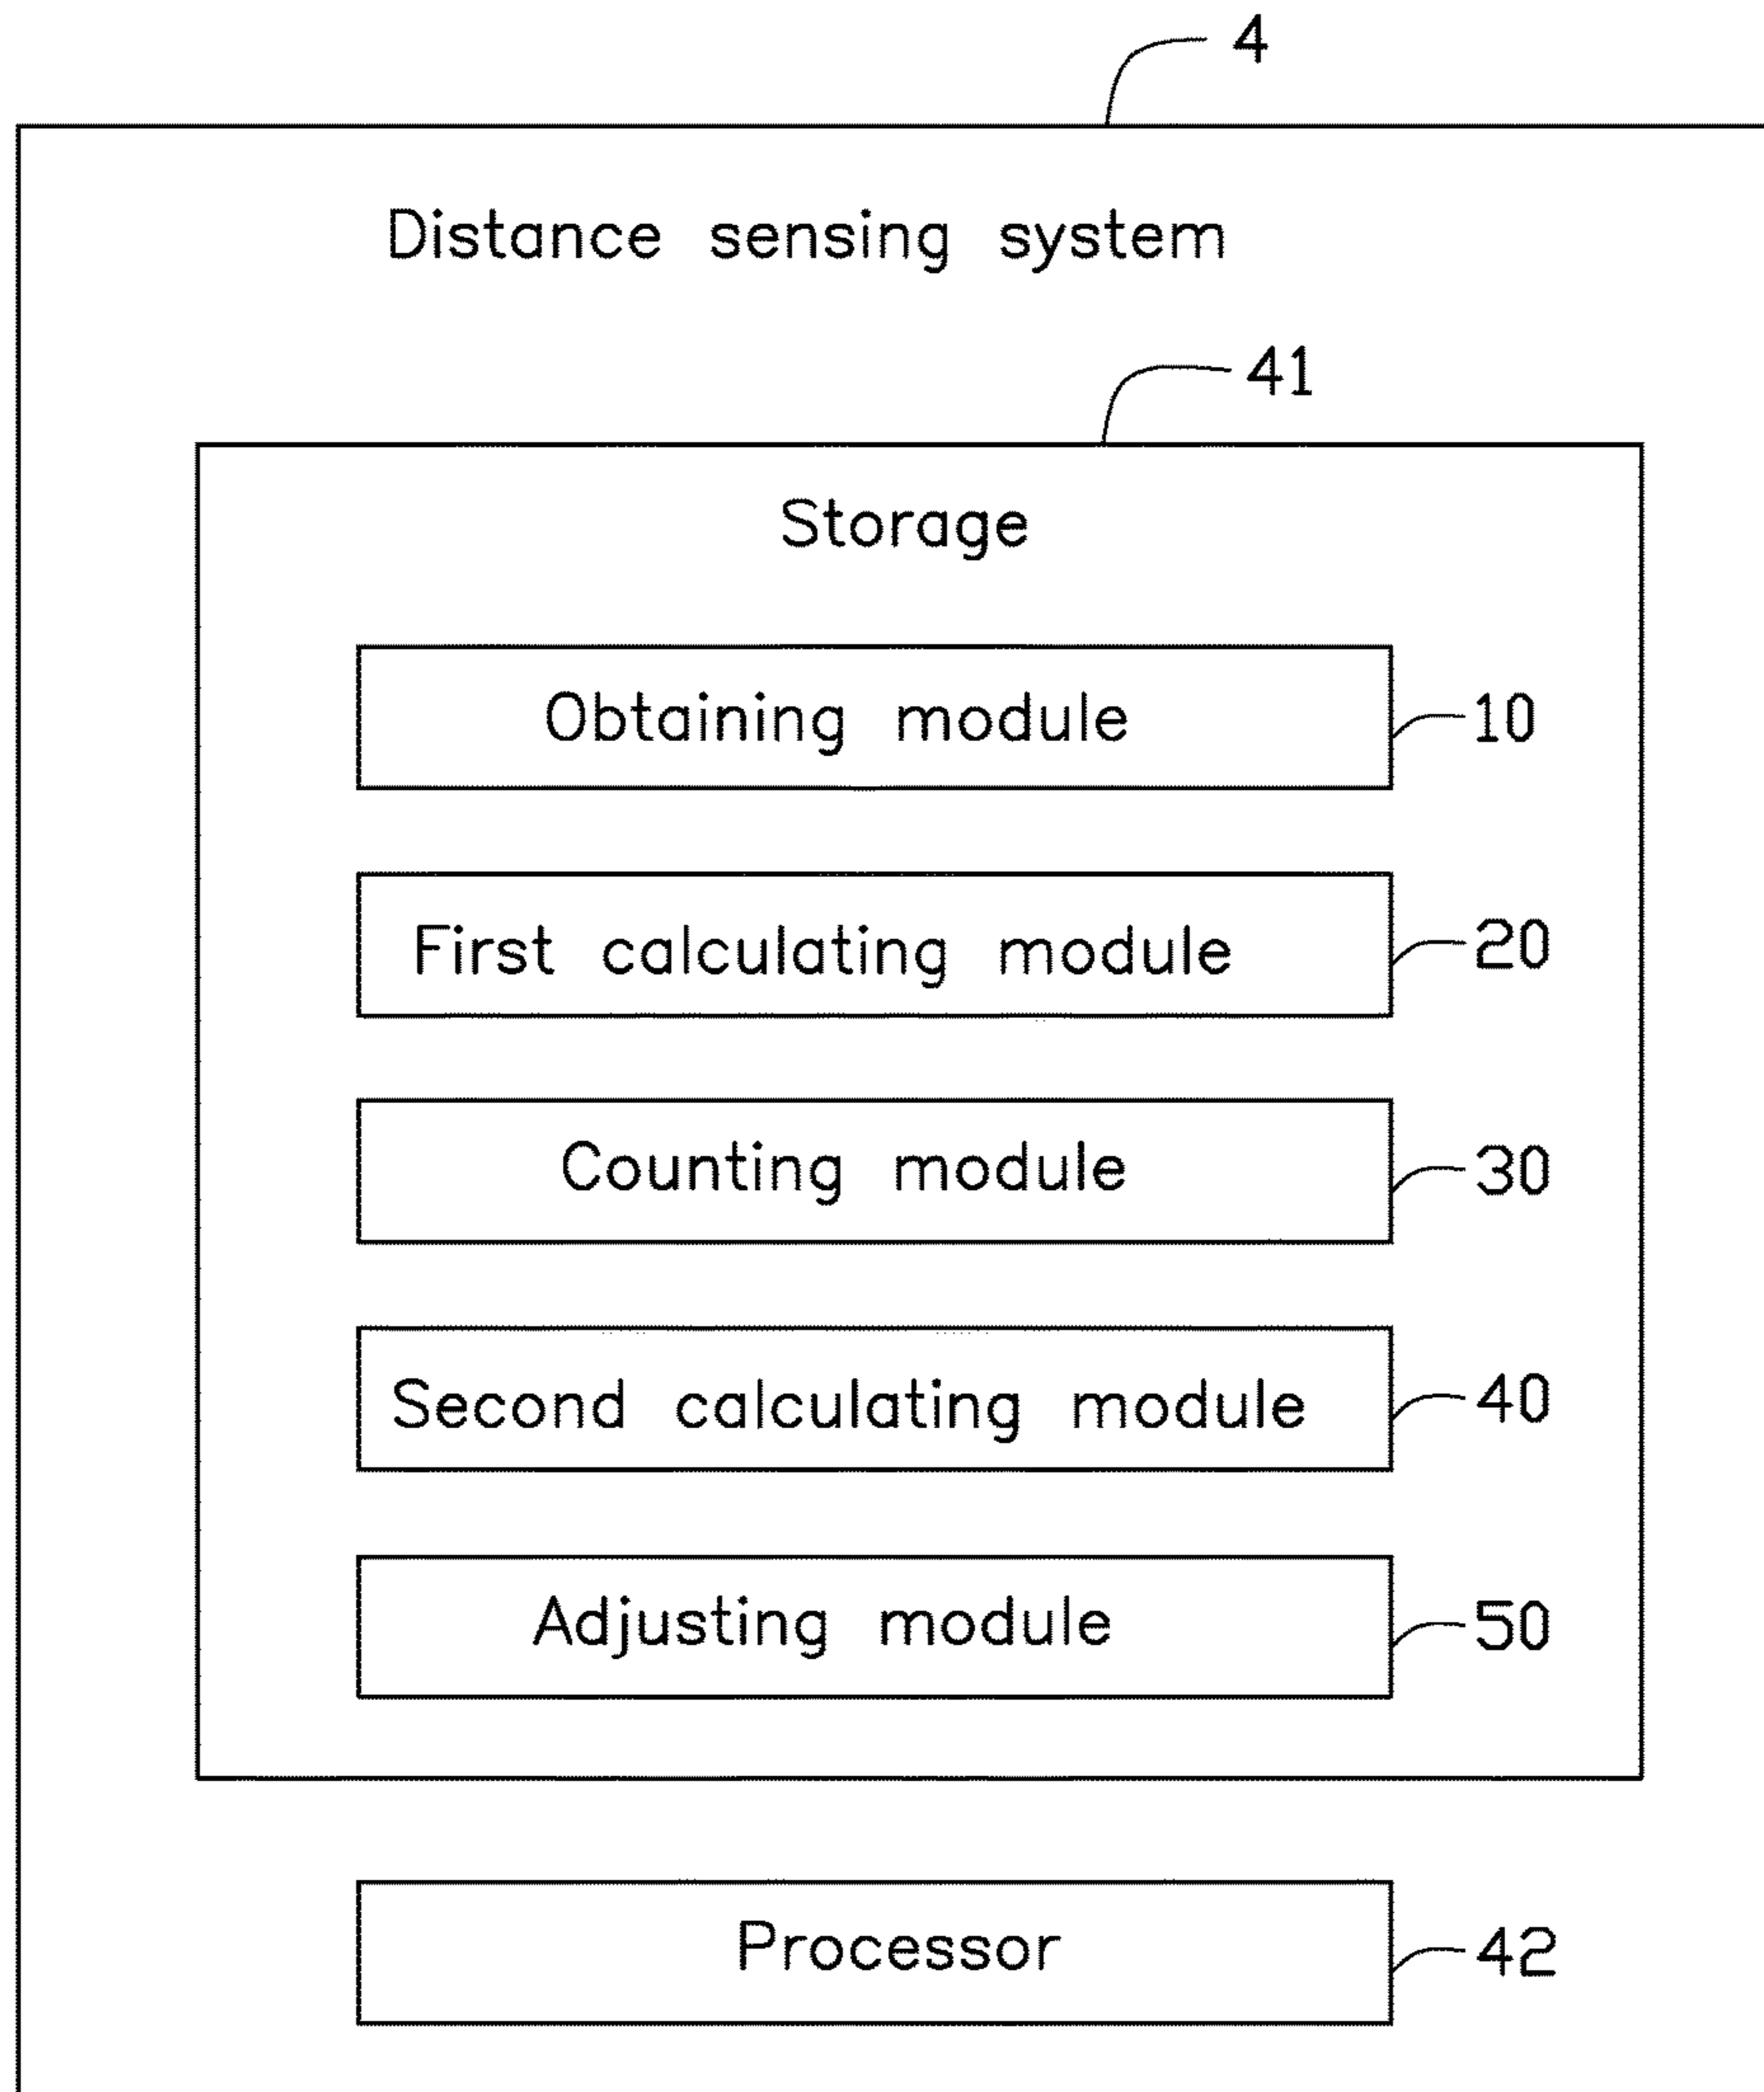 4
Distance sensing system
41
Storage
Obtaining module 10
First calculating module 20
Counting module 30
Second calculating module 40
Adjusting module 50
Processor 42